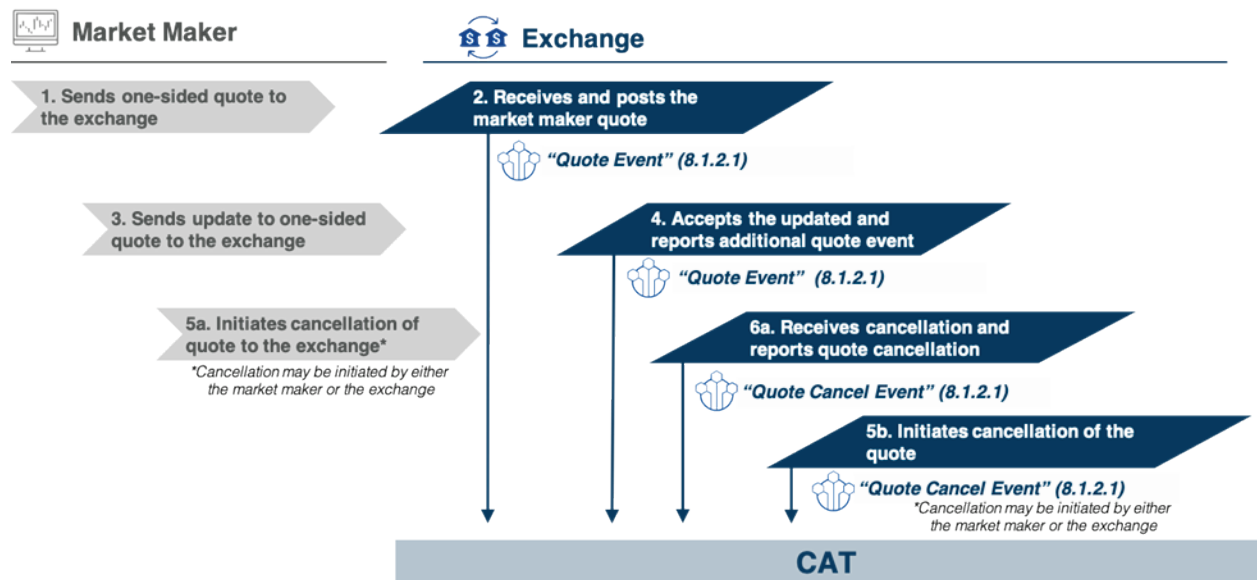 Market Maker
Exchange
1. Sends one-sided quote to
the exchange
2. Receives and posts the
market maker quote
“Quote Event” (8.1.2.1)
3. Sends update to one-sided
quote to the exchange
4. Accepts the updated and
reports additional quote event
“Quote Event” (8.1.2.1)
5a. Initiates cancellation of
quote to the exchange*
*Cancellation may be initiated by either
the market maker or the exchange
6a. Receives cancellation and
reports quote cancellation
“Quote Cancel Event” (8.1.2.1)
5b. Initiates cancellation of the
quote
“Quote Cancel Event” (8.1.2.1)
*Cancellation may be initiated by either
the market maker or the exchange
CAT